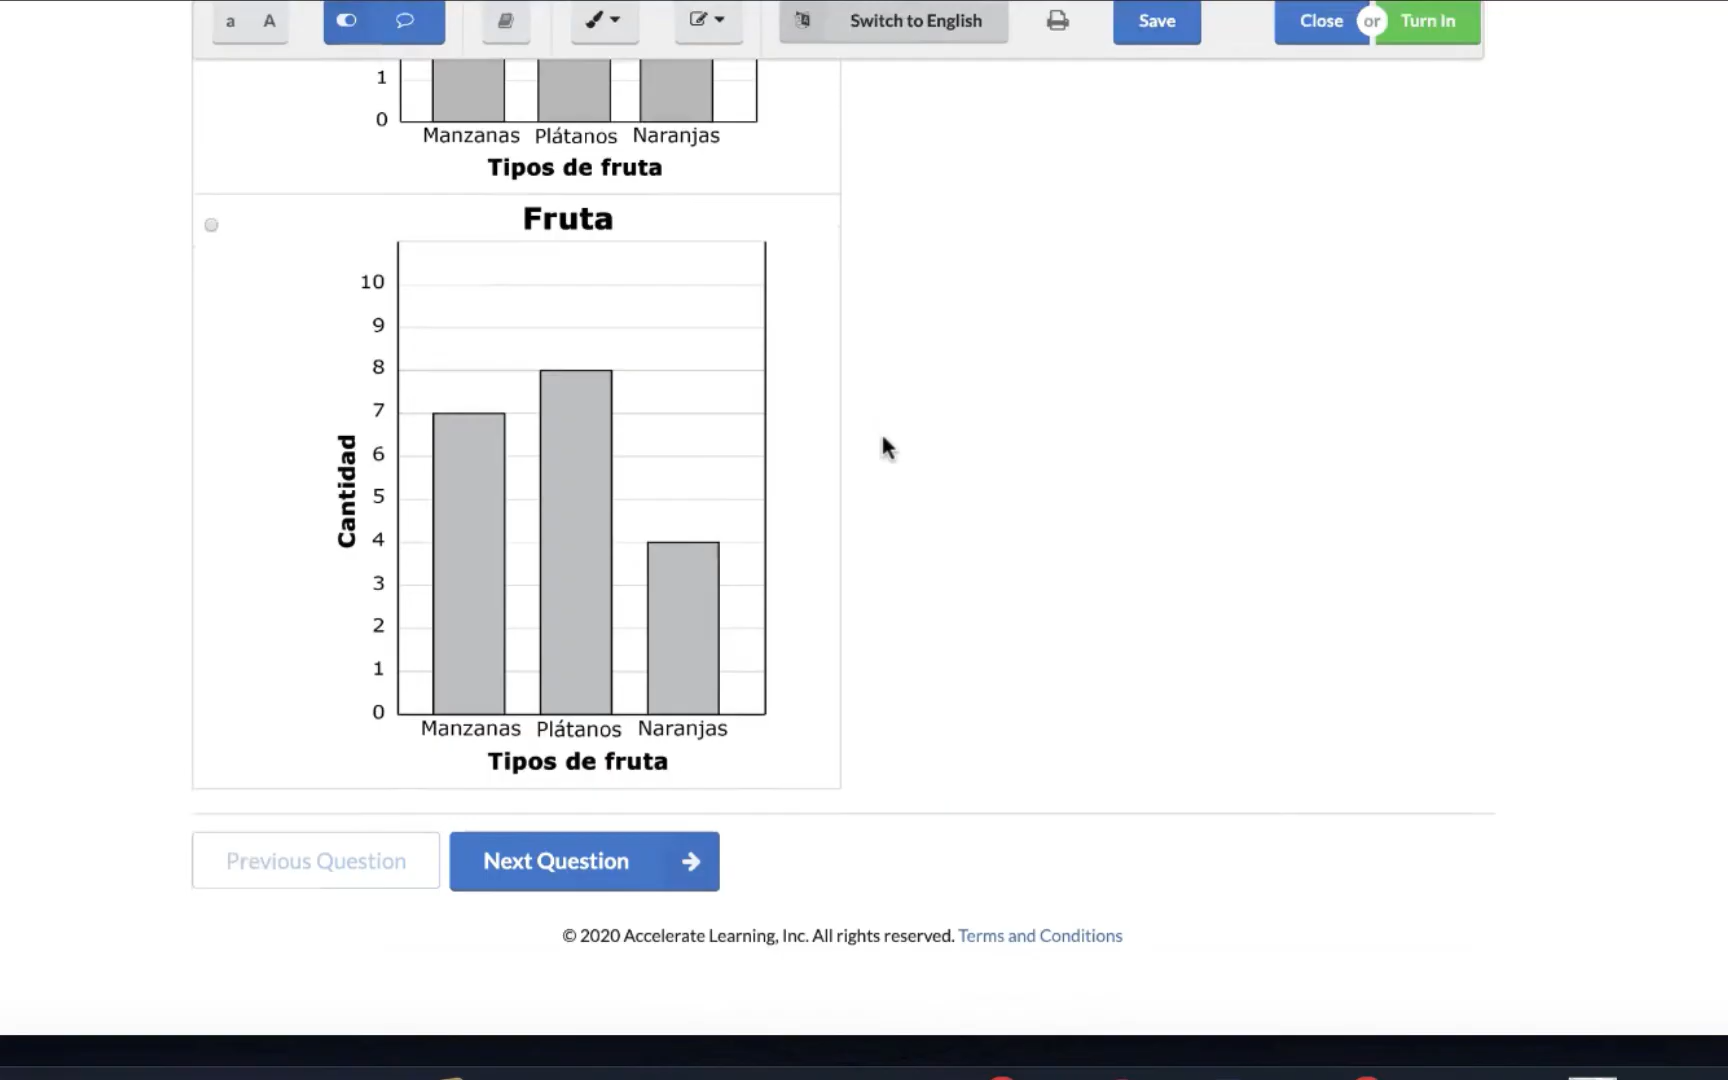 a A Switch to English Save Close or Turn In
1
0
Manzanas Plátanos Naranjas
Tipos de fruta
Fruta
10
9
8
7
6
5
4
3
2
1
0
Cantidad
Manzanas Plátanos Naranjas
Tipos de fruta
Previous Question Next Question
© 2020 Accelerate Learning, Inc. All rights reserved. Terms and Conditions